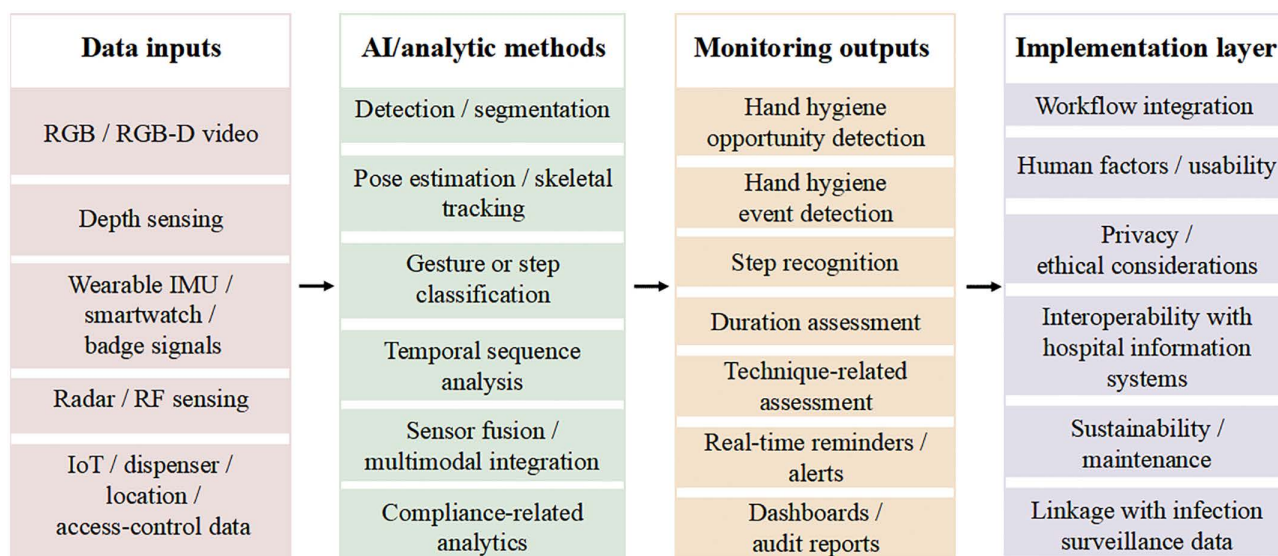 Data inputs
RGB / RGB-D video
Depth sensing
Wearable IMU /
smartwatch /
badge signals
Radar / RF sensing
IoT / dispenser /
location /
access-control data
AI/analytic methods
Detection / segmentation
Pose estimation / skeletal
tracking
Gesture or step
classification
Temporal sequence
analysis
Sensor fusion /
multimodal integration
Compliance-related
analytics
Monitoring outputs
Hand hygiene
opportunity detection
Hand hygiene
event detection
Step recognition
Duration assessment
Technique-related
assessment
Real-time reminders /
alerts
Dashboards /
audit reports
Implementation layer
Workflow integration
Human factors / usability
Privacy /
ethical considerations
Interoperability with
hospital information
systems
Sustainability /
maintenance
Linkage with infection
surveillance data